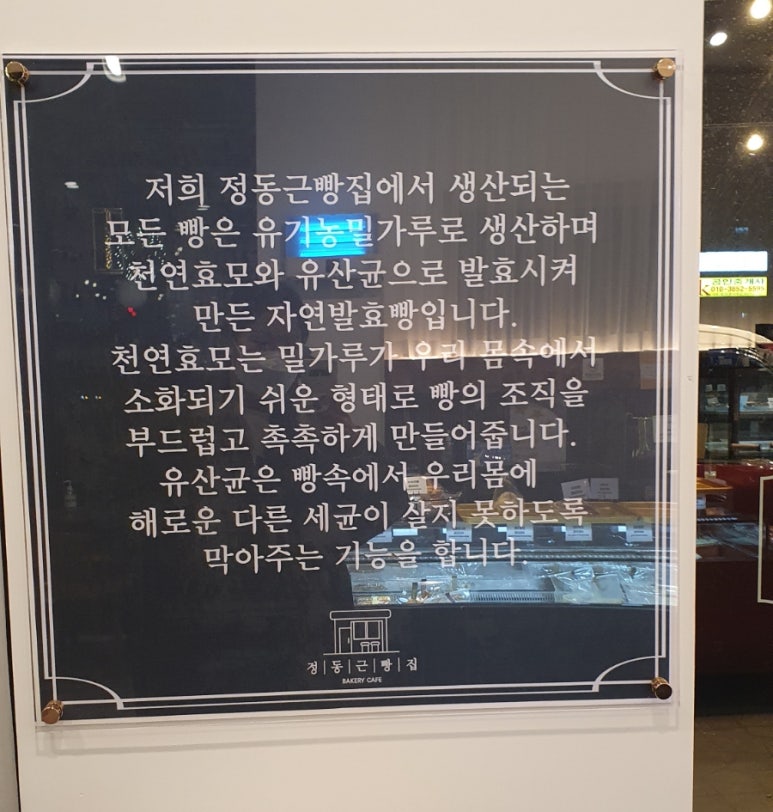 저희 정동근빵집에서 생산되는
모든 빵은 유기농밀가루로 생산하며
천연효모와 유산균으로 발효시켜
만든 자연발효빵입니다.
천연효모는 밀가루가 우리 몸속에서
소화되기 쉬운 형태로 빵의 조직을
부드럽고 촉촉하게 만들어줍니다.
유산균은 빵속에서 우리몸에
해로운 다른 세균이 살지 못하도록
막아주는 기능을 합니다.
정|동|근|빵|집
BAKERY CAFE
공인중개사